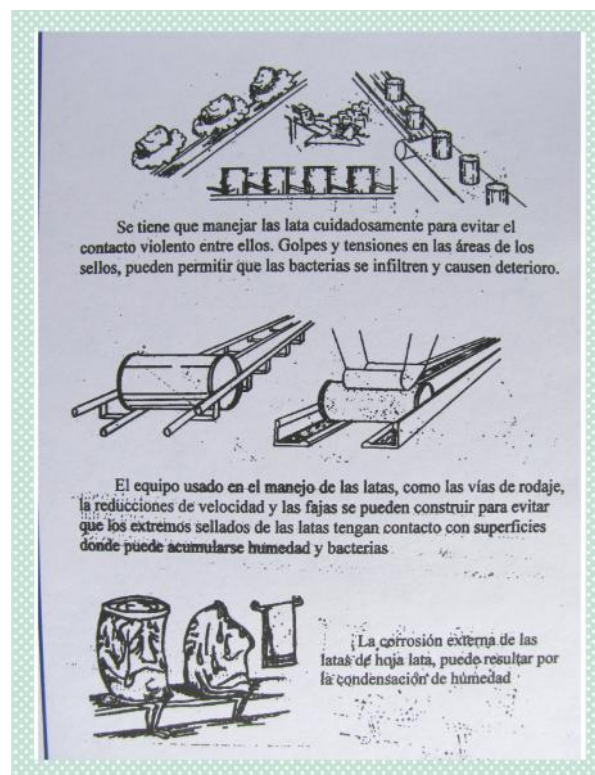 Se tiene que manejar las lata cuidadosamente para evitar el
contacto violento entre ellos. Golpes y tensiones en las áreas de los
sellos, pueden permitir que las bacterias se infiltren y causen deterioro.
El equipo usado en el manejo de las latas, como las vías de rodaje,
la reducciones de velocidad y las fajas se pueden construir para evitar
que los extremos sellados de las latas tengan contacto con superficies
donde puede acumularse humedad y bacterias
La corrosión externa de las
latas de hoja lata, puede resultar por
la condensación de humedad